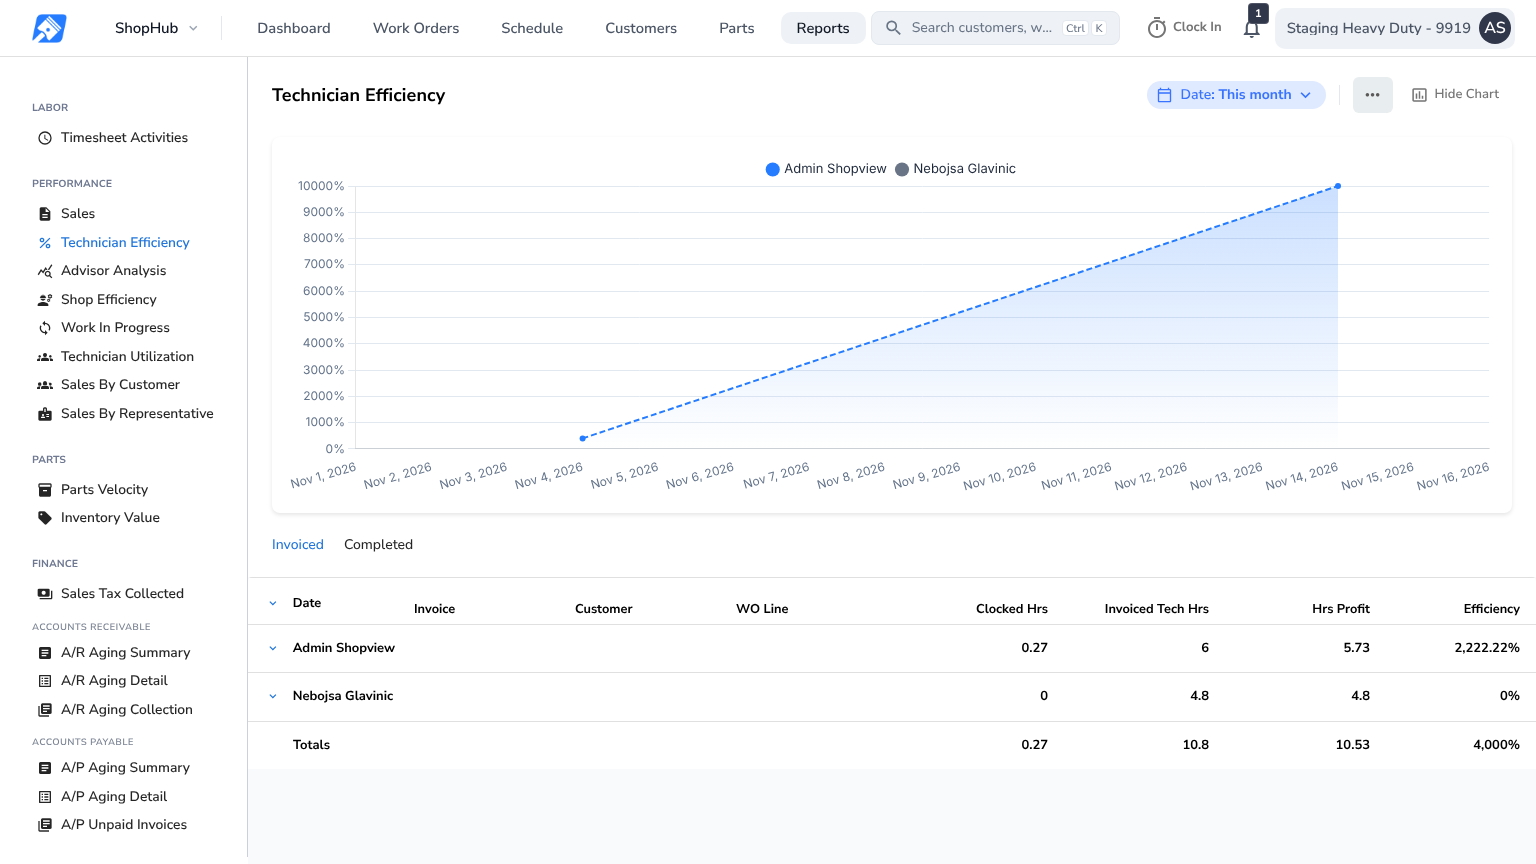 ShopHub Dashboard Work Orders Schedule Customers Parts Reports Search customers, w... Ctrl K Clock In 1 Staging Heavy Duty - 9919 AS
LABOR
Timesheet Activities
PERFORMANCE
Sales
Technician Efficiency
Advisor Analysis
Shop Efficiency
Work In Progress
Technician Utilization
Sales By Customer
Sales By Representative
PARTS
Parts Velocity
Inventory Value
FINANCE
Sales Tax Collected
ACCOUNTS RECEIVABLE
A/R Aging Summary
A/R Aging Detail
A/R Aging Collection
ACCOUNTS PAYABLE
A/P Aging Summary
A/P Aging Detail
A/P Unpaid Invoices
Technician Efficiency Date: This month Hide Chart
Admin Shopview Nebojsa Glavinic
10000%
9000%
8000%
7000%
6000%
5000%
4000%
3000%
2000%
1000%
0%
Nov 1, 2026 Nov 2, 2026 Nov 3, 2026 Nov 4, 2026 Nov 5, 2026 Nov 6, 2026 Nov 7, 2026 Nov 8, 2026 Nov 9, 2026 Nov 10, 2026 Nov 11, 2026 Nov 12, 2026 Nov 13, 2026 Nov 14, 2026 Nov 15, 2026 Nov 16, 2026
Invoiced Completed
Date Invoice Customer WO Line Clocked Hrs Invoiced Tech Hrs Hrs Profit Efficiency
Admin Shopview 0.27 6 5.73 2,222.22%
Nebojsa Glavinic 0 4.8 4.8 0%
Totals 0.27 10.8 10.53 4,000%